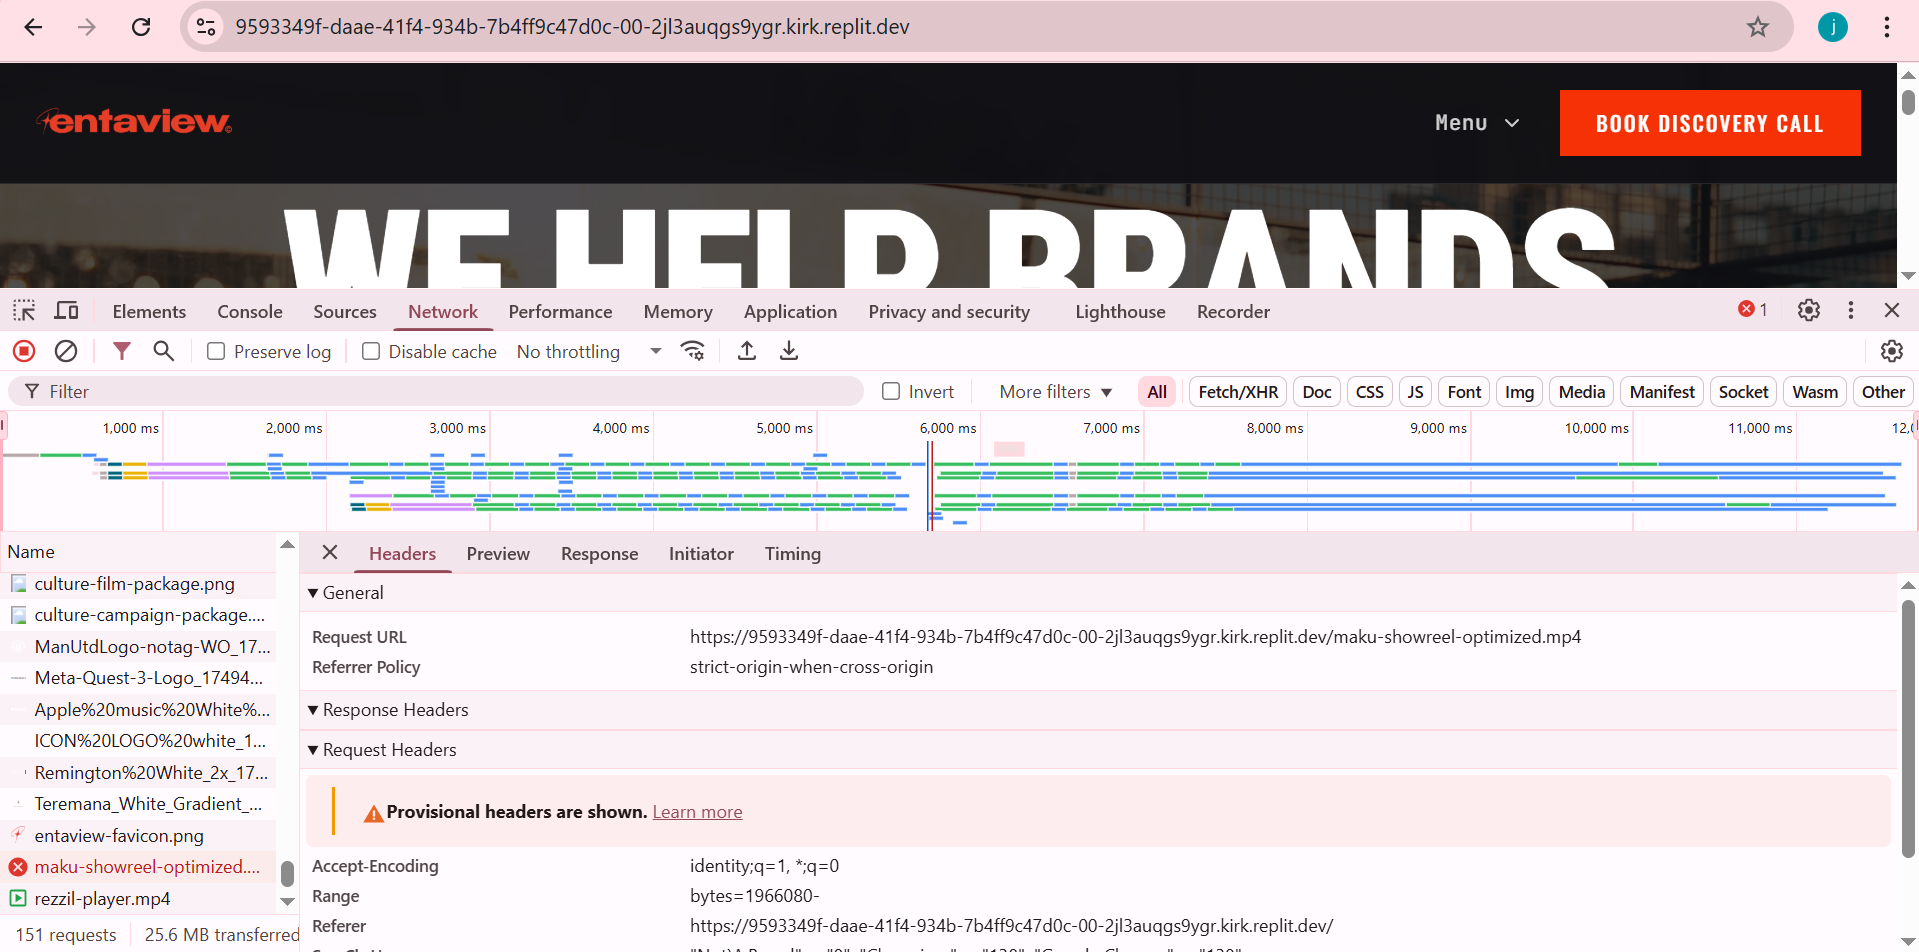 9593349f-daae-41f4-934b-7b4ff9c47d0c-00-2jl3auqgs9ygr.kirk.replit.dev
j
entaview
Menu
BOOK DISCOVERY CALL
WE HELP BRANDS
Elements Console Sources Network Performance Memory Application Privacy and security Lighthouse Recorder 1
Preserve log Disable cache No throttling
Filter Invert More filters All Fetch/XHR Doc CSS JS Font Img Media Manifest Socket Wasm Other
1,000 ms 2,000 ms 3,000 ms 4,000 ms 5,000 ms 6,000 ms 7,000 ms 8,000 ms 9,000 ms 10,000 ms 11,000 ms 12,0
Name
culture-film-package.png
culture-campaign-package....
ManUtdLogo-notag-WO_17...
Meta-Quest-3-Logo_17494...
Apple%20music%20White%...
ICON%20LOGO%20white_1...
Remington%20White_2x_17...
Teremana_White_Gradient_...
entaview-favicon.png
maku-showreel-optimized....
rezzil-player.mp4
151 requests 25.6 MB transferred
Headers Preview Response Initiator Timing
General
Request URL https://9593349f-daae-41f4-934b-7b4ff9c47d0c-00-2jl3auqgs9ygr.kirk.replit.dev/maku-showreel-optimized.mp4
Referrer Policy strict-origin-when-cross-origin
Response Headers
Request Headers
Provisional headers are shown. Learn more
Accept-Encoding identity;q=1, *;q=0
Range bytes=1966080-
Referer https://9593349f-daae-41f4-934b-7b4ff9c47d0c-00-2jl3auqgs9ygr.kirk.replit.dev/